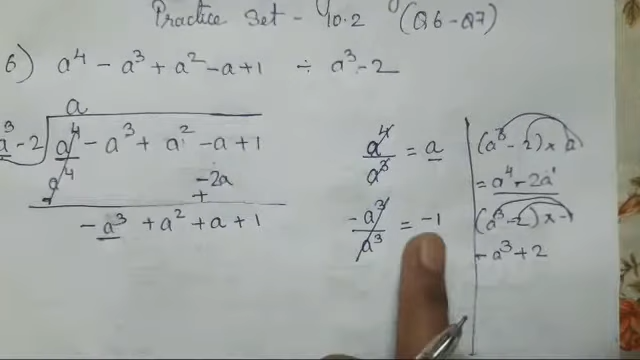 Practice Set - 10.2 (Q6-Q7)
6) a⁴ - a³ + a² - a + 1 ÷ a³ - 2
a
a³ - 2 a⁴ - a³ + a² - a + 1
a⁴ - 2a
+
- a³ + a² + a + 1
a⁴/a³ = a
-a³/a³ = -1
(a³ - 2) × a
= a⁴ - 2a
(a³ - 2) × -1
- a³ + 2